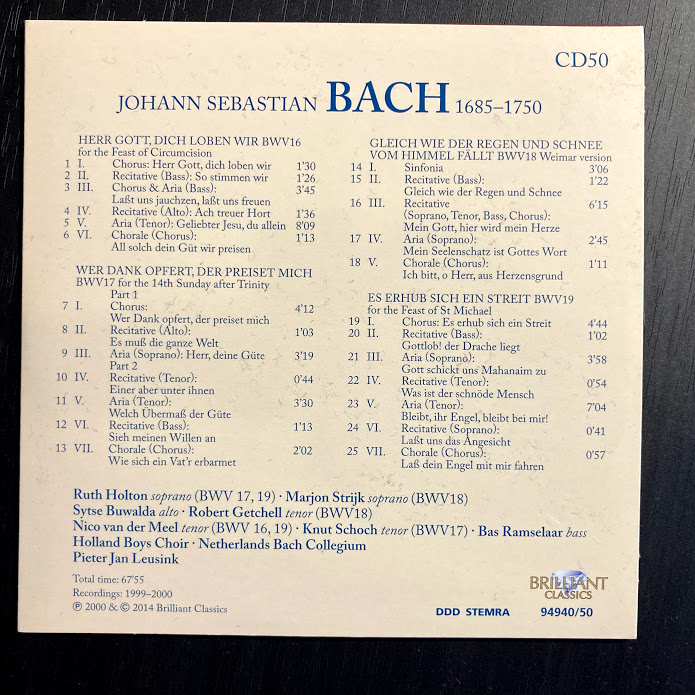 CD50
JOHANN SEBASTIAN BACH 1685–1750
HERR GOTT, DICH LOBEN WIR BWV16
for the Feast of Circumcision
1 I. Chorus: Herr Gott, dich loben wir 1'30
2 II. Recitative (Bass): So stimmen wir 1'26
3 III. Chorus & Aria (Bass): 3'45
Laßt uns jauchzen, laßt uns freuen
4 IV. Recitative (Alto): Ach treuer Hort 1'36
5 V. Aria (Tenor): Geliebter Jesu, du allein 8'09
6 VI. Chorale (Chorus): 1'13
All solch dein Güt wir preisen
WER DANK OPFERT, DER PREISET MICH
BWV17 for the 14th Sunday after Trinity
Part 1
7 I. Chorus: 4'12
Wer Dank opfert, der preiset mich
8 II. Recitative (Alto): 1'03
Es muß die ganze Welt
9 III. Aria (Soprano): Herr, deine Güte 3'19
Part 2
10 IV. Recitative (Tenor): 0'44
Einer aber unter ihnen
11 V. Aria (Tenor): 3'30
Welch Übermaß der Güte
12 VI. Recitative (Bass): 1'13
Sieh meinen Willen an
13 VII. Chorale (Chorus): 2'02
Wie sich ein Vat'r erbarmet
GLEICH WIE DER REGEN UND SCHNEE
VOM HIMMEL FÄLLT BWV18 Weimar version
14 I. Sinfonia 3'06
15 II. Recitative (Bass): 1'22
Gleich wie der Regen und Schnee
16 III. Recitative 6'15
(Soprano, Tenor, Bass, Chorus):
Mein Gott, hier wird mein Herze
17 IV. Aria (Soprano): 2'45
Mein Seelenschatz ist Gottes Wort
18 V. Chorale (Chorus): 1'11
Ich bitt, o Herr, aus Herzensgrund
ES ERHUB SICH EIN STREIT BWV19
for the Feast of St Michael
19 I. Chorus: Es erhub sich ein Streit 4'44
20 II. Recitative (Bass): 1'02
Gottlob! der Drache liegt
21 III. Aria (Soprano): 3'58
Gott schickt uns Mahanaim zu
22 IV. Recitative (Tenor): 0'54
Was ist der schnöde Mensch
23 V. Aria (Tenor): 7'04
Bleibt, ihr Engel, bleibt bei mir!
24 VI. Recitative (Soprano): 0'41
Laßt uns das Angesicht
25 VII. Chorale (Chorus): 0'57
Laß dein Engel mit mir fahren
Ruth Holton soprano (BWV 17, 19) · Marjon Strijk soprano (BWV18)
Sytse Buwalda alto · Robert Getchell tenor (BWV18)
Nico van der Meel tenor (BWV 16, 19) · Knut Schoch tenor (BWV17) · Bas Ramselaar bass
Holland Boys Choir · Netherlands Bach Collegium
Pieter Jan Leusink
Total time: 67'55
Recordings: 1999–2000
℗ 2000 & © 2014 Brilliant Classics
DDD STEMRA
BRILLIANT
CLASSICS
94940/50